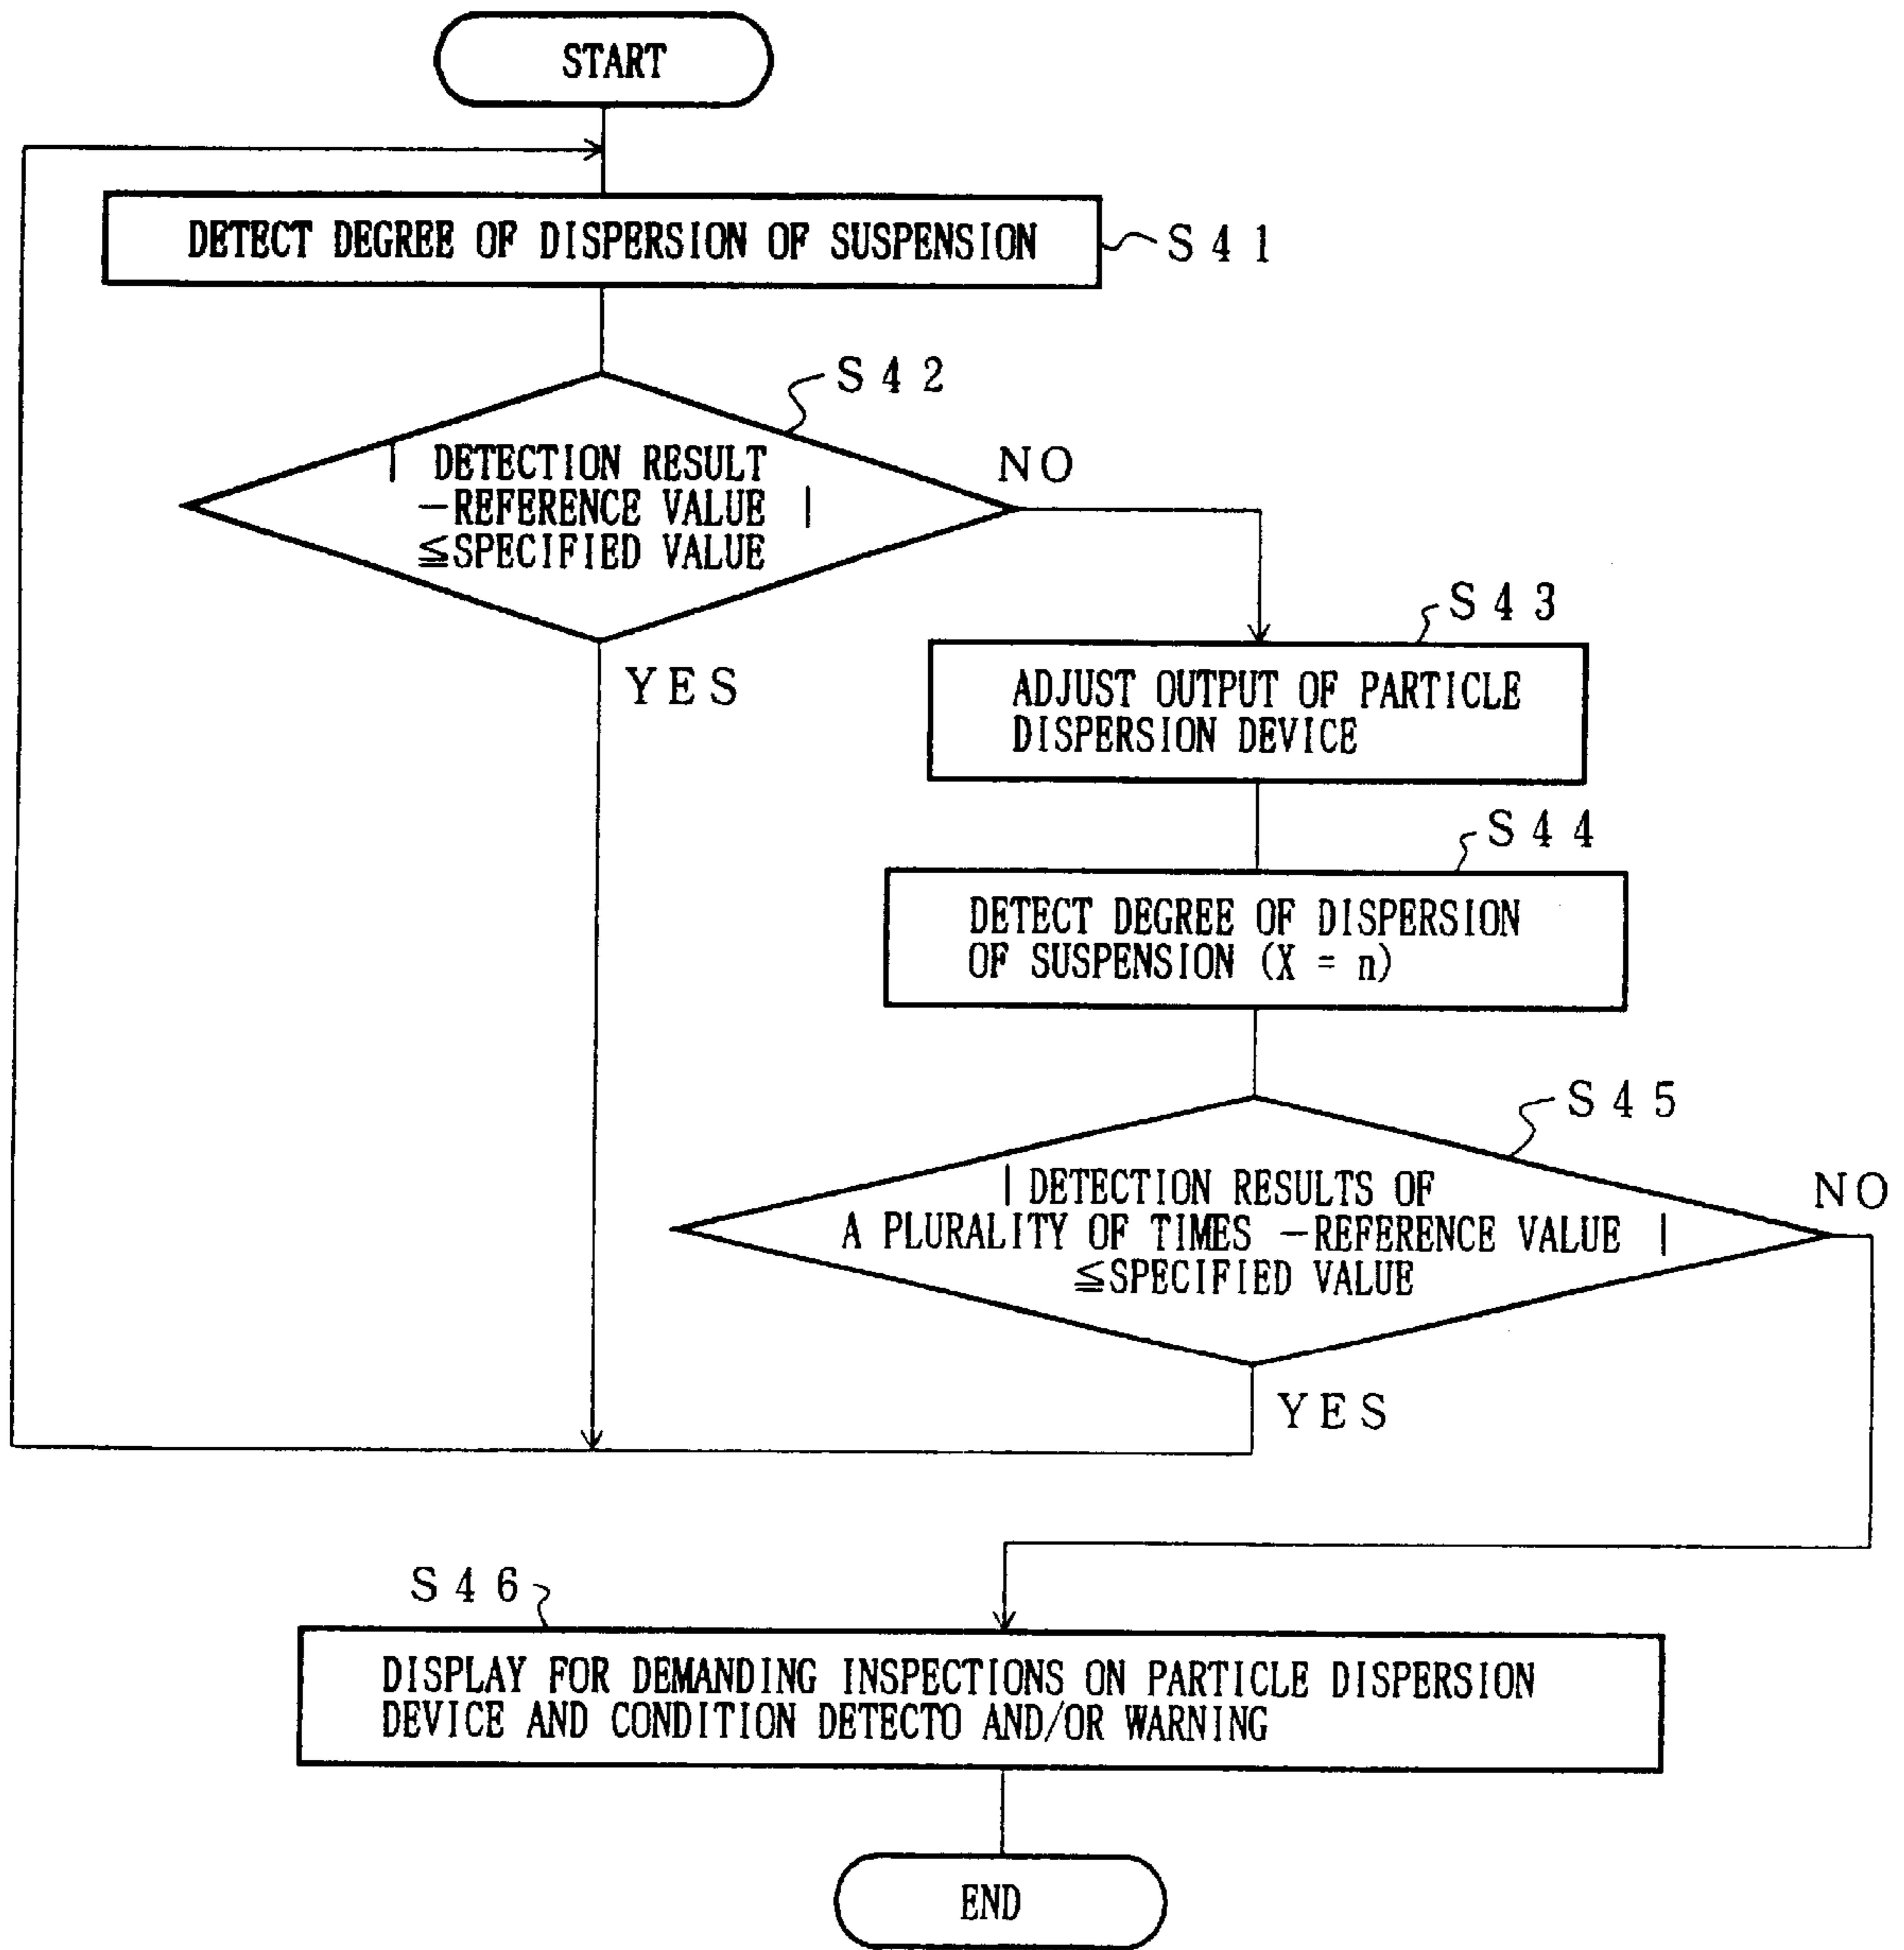 START
DETECT DEGREE OF DISPERSION OF SUSPENSION
S41
S42
| DETECTION RESULT
−REFERENCE VALUE |
≦SPECIFIED VALUE
NO
YES
S43
ADJUST OUTPUT OF PARTICLE
DISPERSION DEVICE
S44
DETECT DEGREE OF DISPERSION
OF SUSPENSION (X = n)
S45
| DETECTION RESULTS OF
A PLURALITY OF TIMES −REFERENCE VALUE |
≦SPECIFIED VALUE
NO
YES
S46
DISPLAY FOR DEMANDING INSPECTIONS ON PARTICLE DISPERSION
DEVICE AND CONDITION DETECTO AND/OR WARNING
END